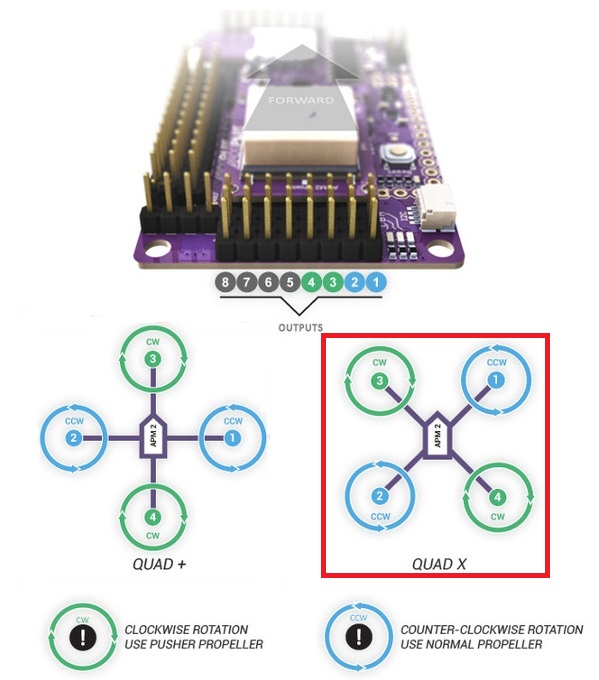 FORWARD
8 7 6 5 4 3 2 1
OUTPUTS
CW
3
CCW
2
APM 2
CCW
1
4
CW
QUAD +
CW
3
CCW
1
APM 2
2
CCW
4
CW
QUAD X
CW
!
CLOCKWISE ROTATION
USE PUSHER PROPELLER
CCW
!
COUNTER-CLOCKWISE ROTATION
USE NORMAL PROPELLER